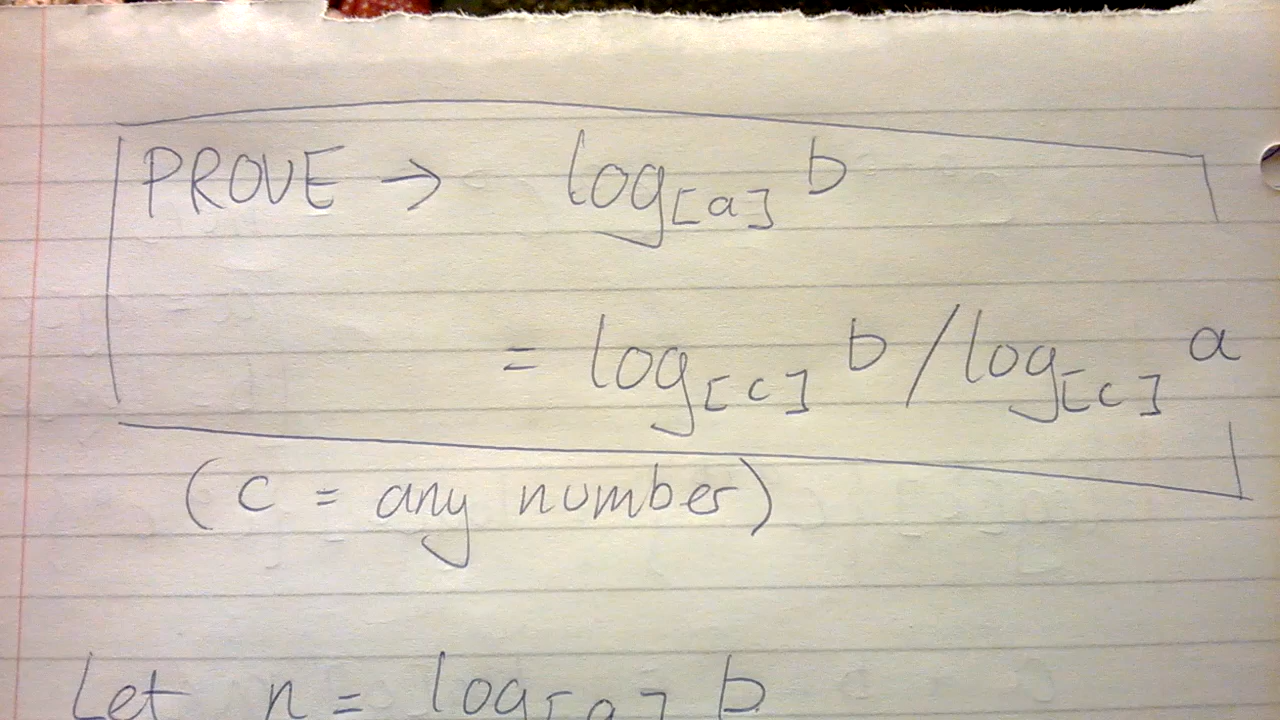 PROVE → log[a] b
= log[c] b / log[c] a
(c = any number)
Let n = log[a] b